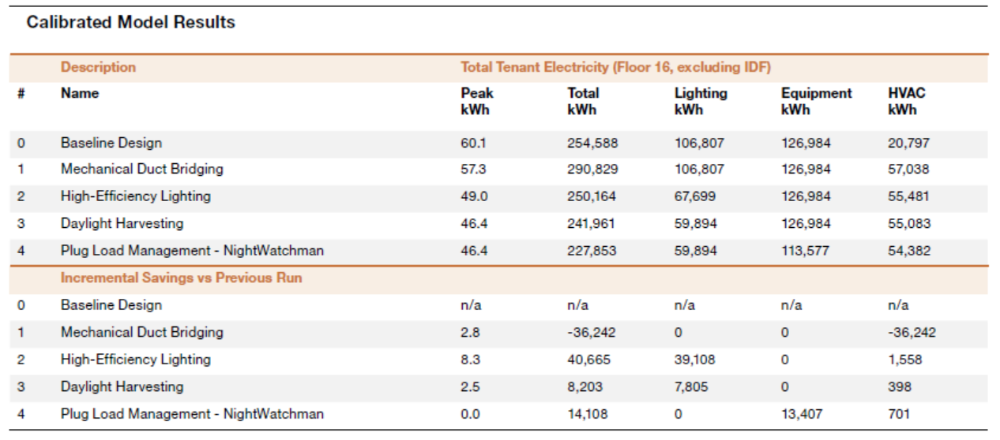 Calibrated Model Results
Description Total Tenant Electricity (Floor 16, excluding IDF)
# Name Peak kWh Total kWh Lighting kWh Equipment kWh HVAC kWh
0 Baseline Design 60.1 254,588 106,807 126,984 20,797
1 Mechanical Duct Bridging 57.3 290,829 106,807 126,984 57,038
2 High-Efficiency Lighting 49.0 250,164 67,699 126,984 55,481
3 Daylight Harvesting 46.4 241,961 59,894 126,984 55,083
4 Plug Load Management - NightWatchman 46.4 227,853 59,894 113,577 54,382
Incremental Savings vs Previous Run
0 Baseline Design n/a n/a n/a n/a n/a
1 Mechanical Duct Bridging 2.8 -36,242 0 0 -36,242
2 High-Efficiency Lighting 8.3 40,665 39,108 0 1,558
3 Daylight Harvesting 2.5 8,203 7,805 0 398
4 Plug Load Management - NightWatchman 0.0 14,108 0 13,407 701